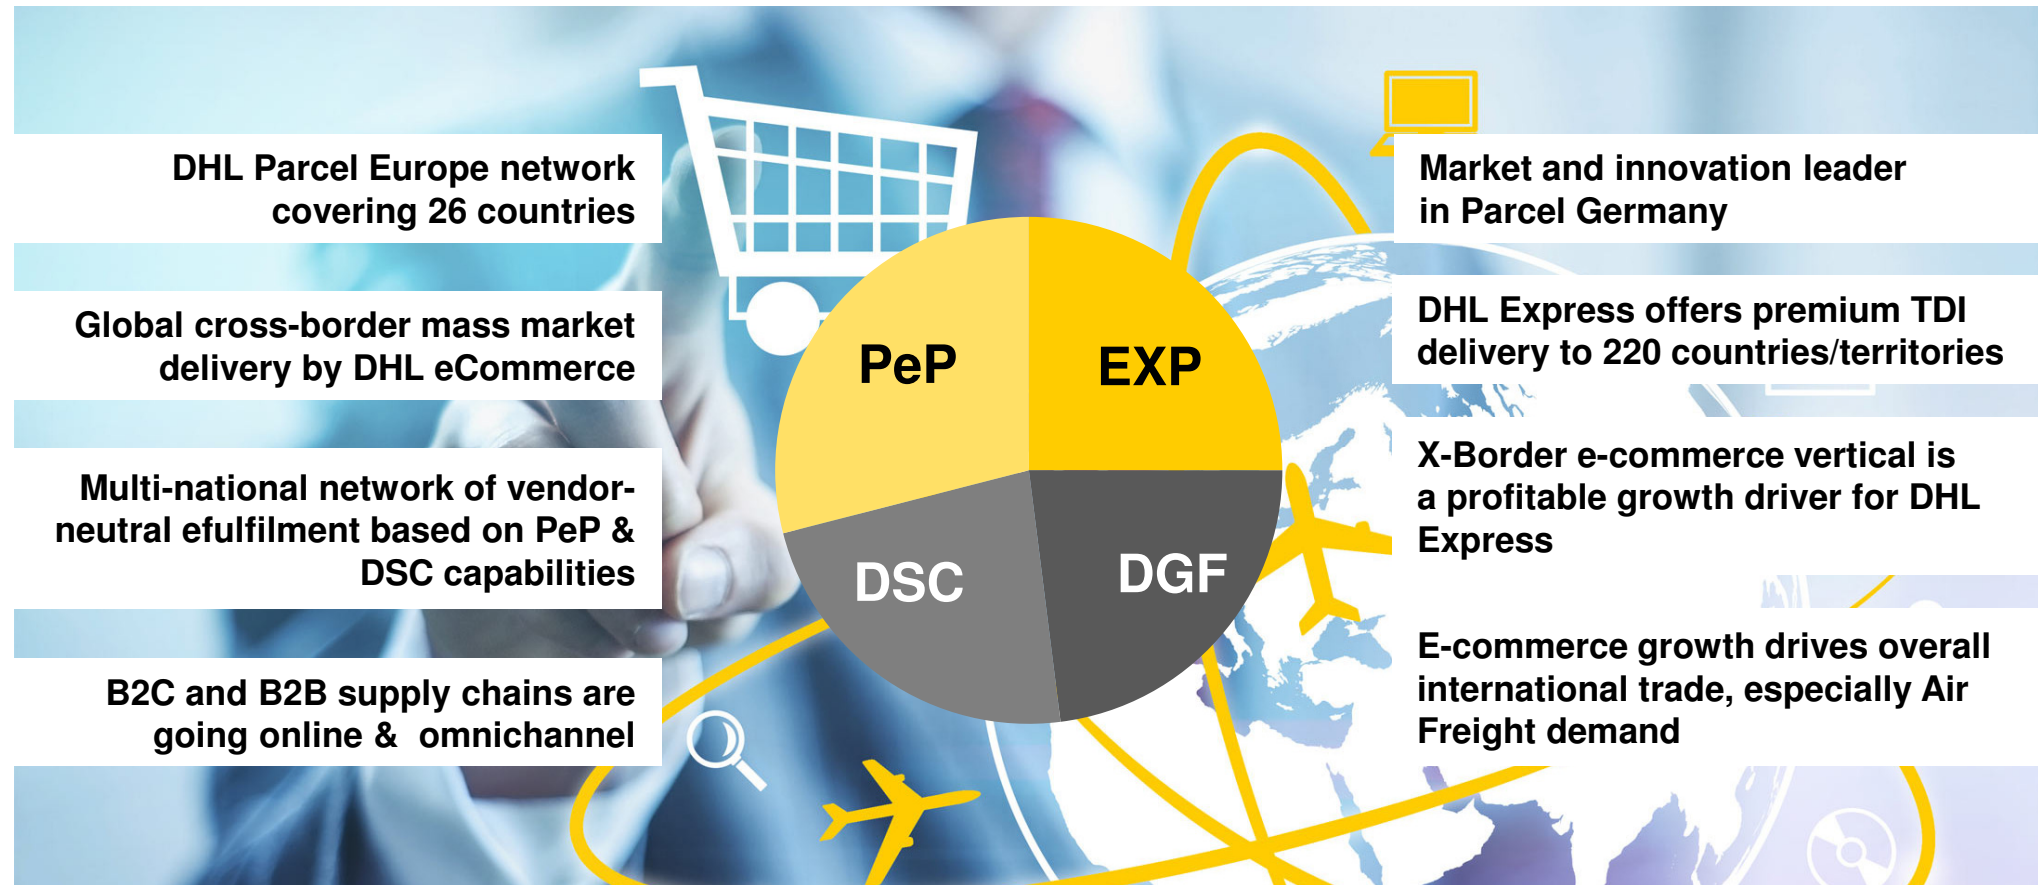 DHL Parcel Europe network
covering 26 countries
Global cross-border mass market
delivery by DHL eCommerce
Multi-national network of vendor-
neutral efulfilment based on PeP &
DSC capabilities
B2C and B2B supply chains are
going online &  omnichannel
PeP
EXP
DSC
DGF
Market and innovation leader
in Parcel Germany
DHL Express offers premium TDI
delivery to 220 countries/territories
X-Border e-commerce vertical is
a profitable growth driver for DHL
Express
E-commerce growth drives overall
international trade, especially Air
Freight demand